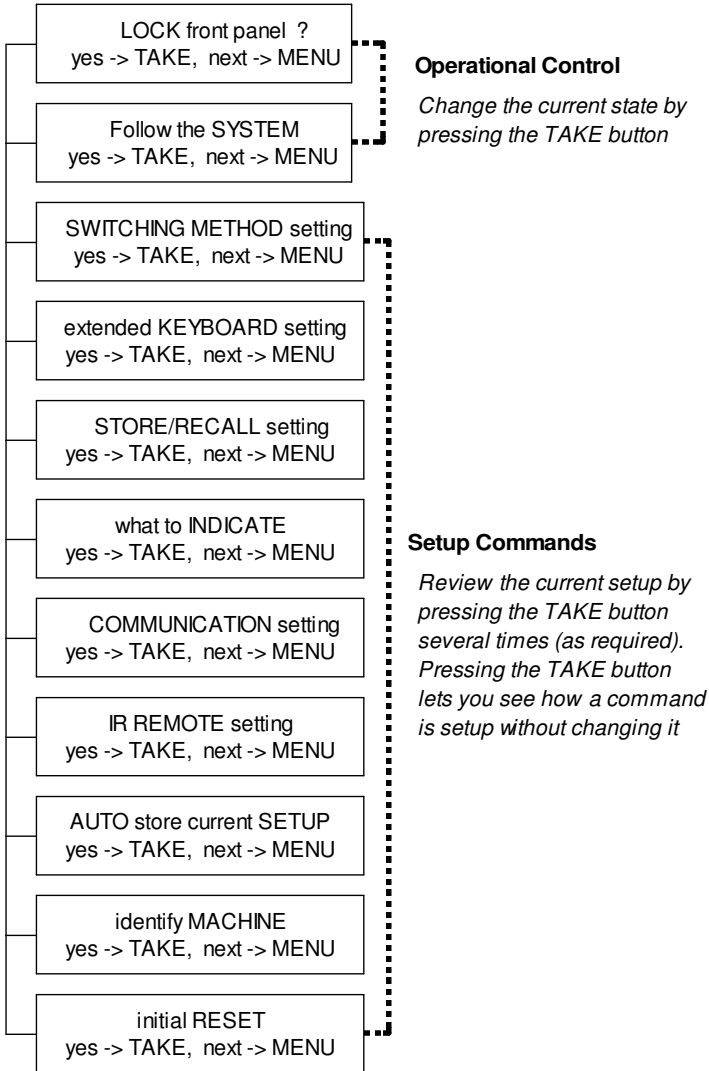 LOCK front panel ?
yes -> TAKE, next -> MENU
Follow the SYSTEM
yes -> TAKE, next -> MENU
Operational Control
Change the current state by
pressing the TAKE button
SWITCHING METHOD setting
yes -> TAKE, next -> MENU
extended KEYBOARD setting
yes -> TAKE, next -> MENU
STORE/RECALL setting
yes -> TAKE, next -> MENU
what to INDICATE
yes -> TAKE, next -> MENU
COMMUNICATION setting
yes -> TAKE, next -> MENU
IR REMOTE setting
yes -> TAKE, next -> MENU
AUTO store current SETUP
yes -> TAKE, next -> MENU
identify MACHINE
yes -> TAKE, next -> MENU
initial RESET
yes -> TAKE, next -> MENU
Setup Commands
Review the current setup by
pressing the TAKE button
several times (as required).
Pressing the TAKE button
lets you see how a command
is setup without changing it